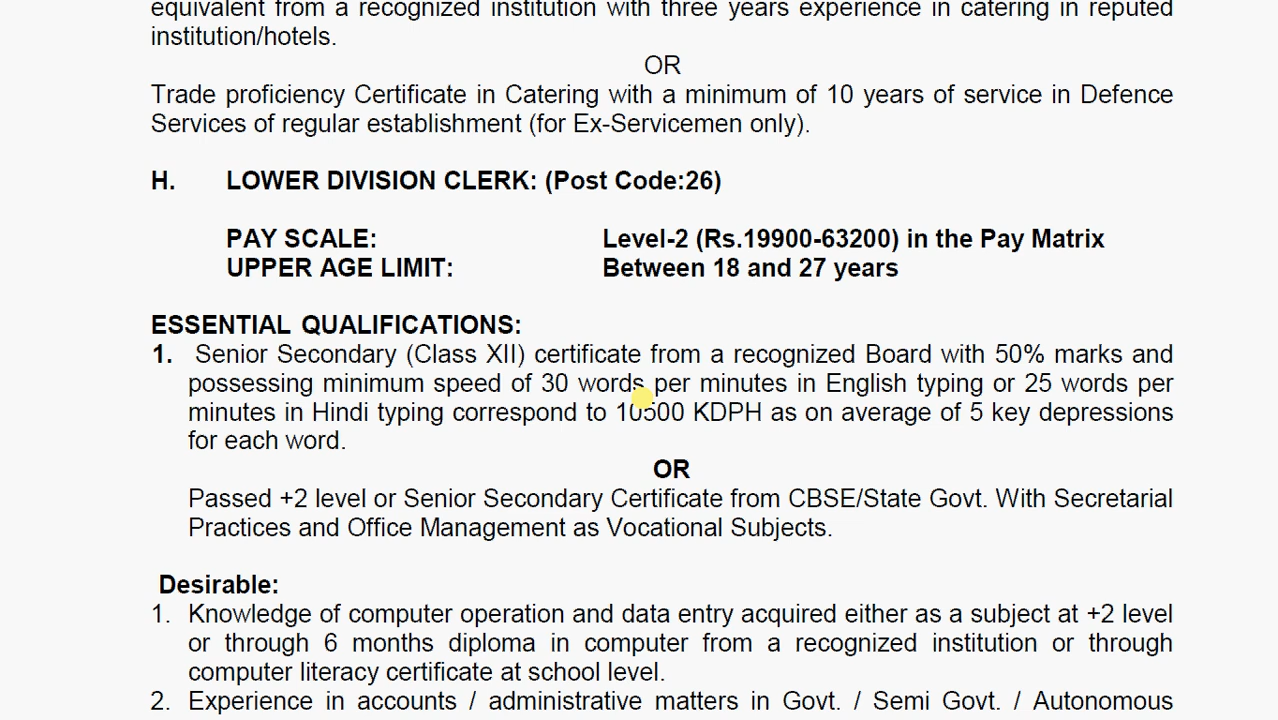 equivalent from a recognized institution with three years experience in catering in reputed
institution/hotels.
OR
Trade proficiency Certificate in Catering with a minimum of 10 years of service in Defence
Services of regular establishment (for Ex-Servicemen only).
H. LOWER DIVISION CLERK: (Post Code:26)
PAY SCALE: Level-2 (Rs.19900-63200) in the Pay Matrix
UPPER AGE LIMIT: Between 18 and 27 years
ESSENTIAL QUALIFICATIONS:
1. Senior Secondary (Class XII) certificate from a recognized Board with 50% marks and
possessing minimum speed of 30 words per minutes in English typing or 25 words per
minutes in Hindi typing correspond to 10500 KDPH as on average of 5 key depressions
for each word.
OR
Passed +2 level or Senior Secondary Certificate from CBSE/State Govt. With Secretarial
Practices and Office Management as Vocational Subjects.
Desirable:
1. Knowledge of computer operation and data entry acquired either as a subject at +2 level
or through 6 months diploma in computer from a recognized institution or through
computer literacy certificate at school level.
2. Experience in accounts / administrative matters in Govt. / Semi Govt. / Autonomous